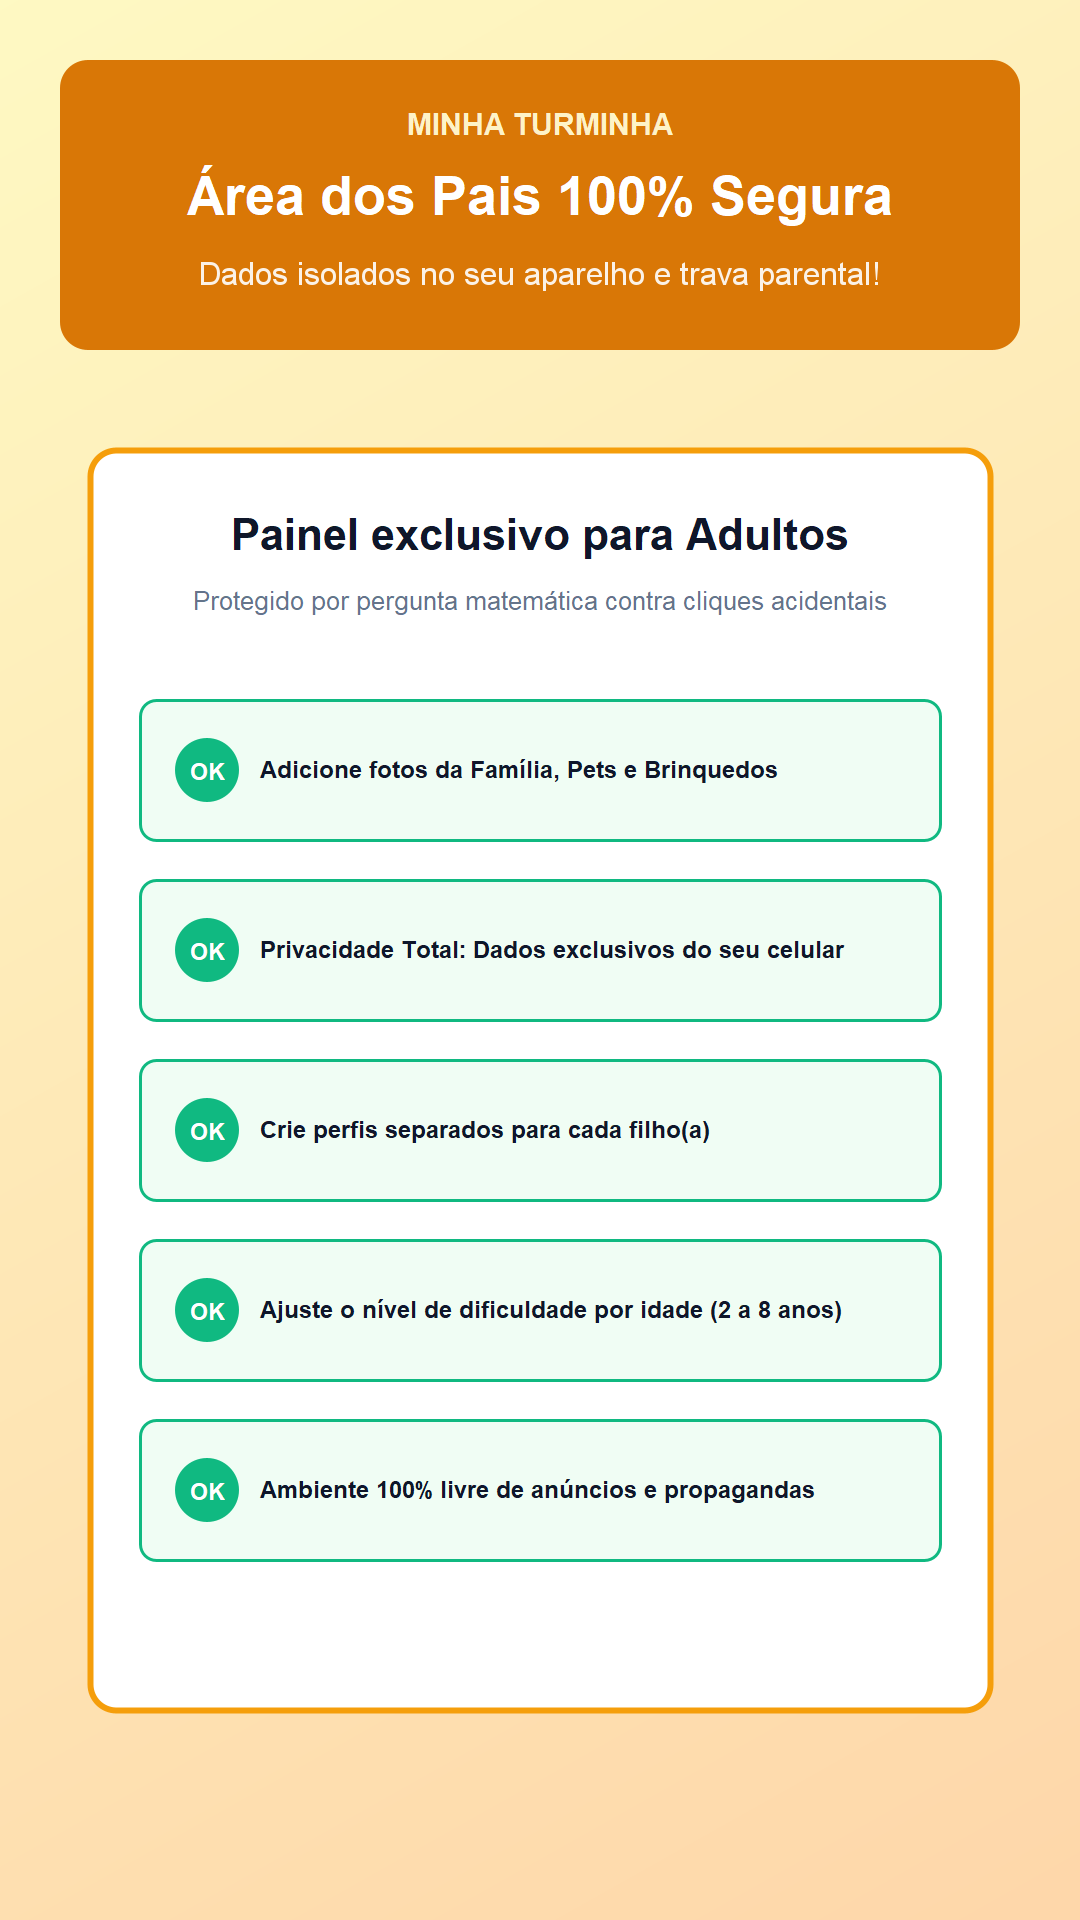 MINHA TURMINHA
Área dos Pais 100% Segura
Dados isolados no seu aparelho e trava parental!
Painel exclusivo para Adultos
Protegido por pergunta matemática contra cliques acidentais
OK Adicione fotos da Família, Pets e Brinquedos
OK Privacidade Total: Dados exclusivos do seu celular
OK Crie perfis separados para cada filho(a)
OK Ajuste o nível de dificuldade por idade (2 a 8 anos)
OK Ambiente 100% livre de anúncios e propagandas